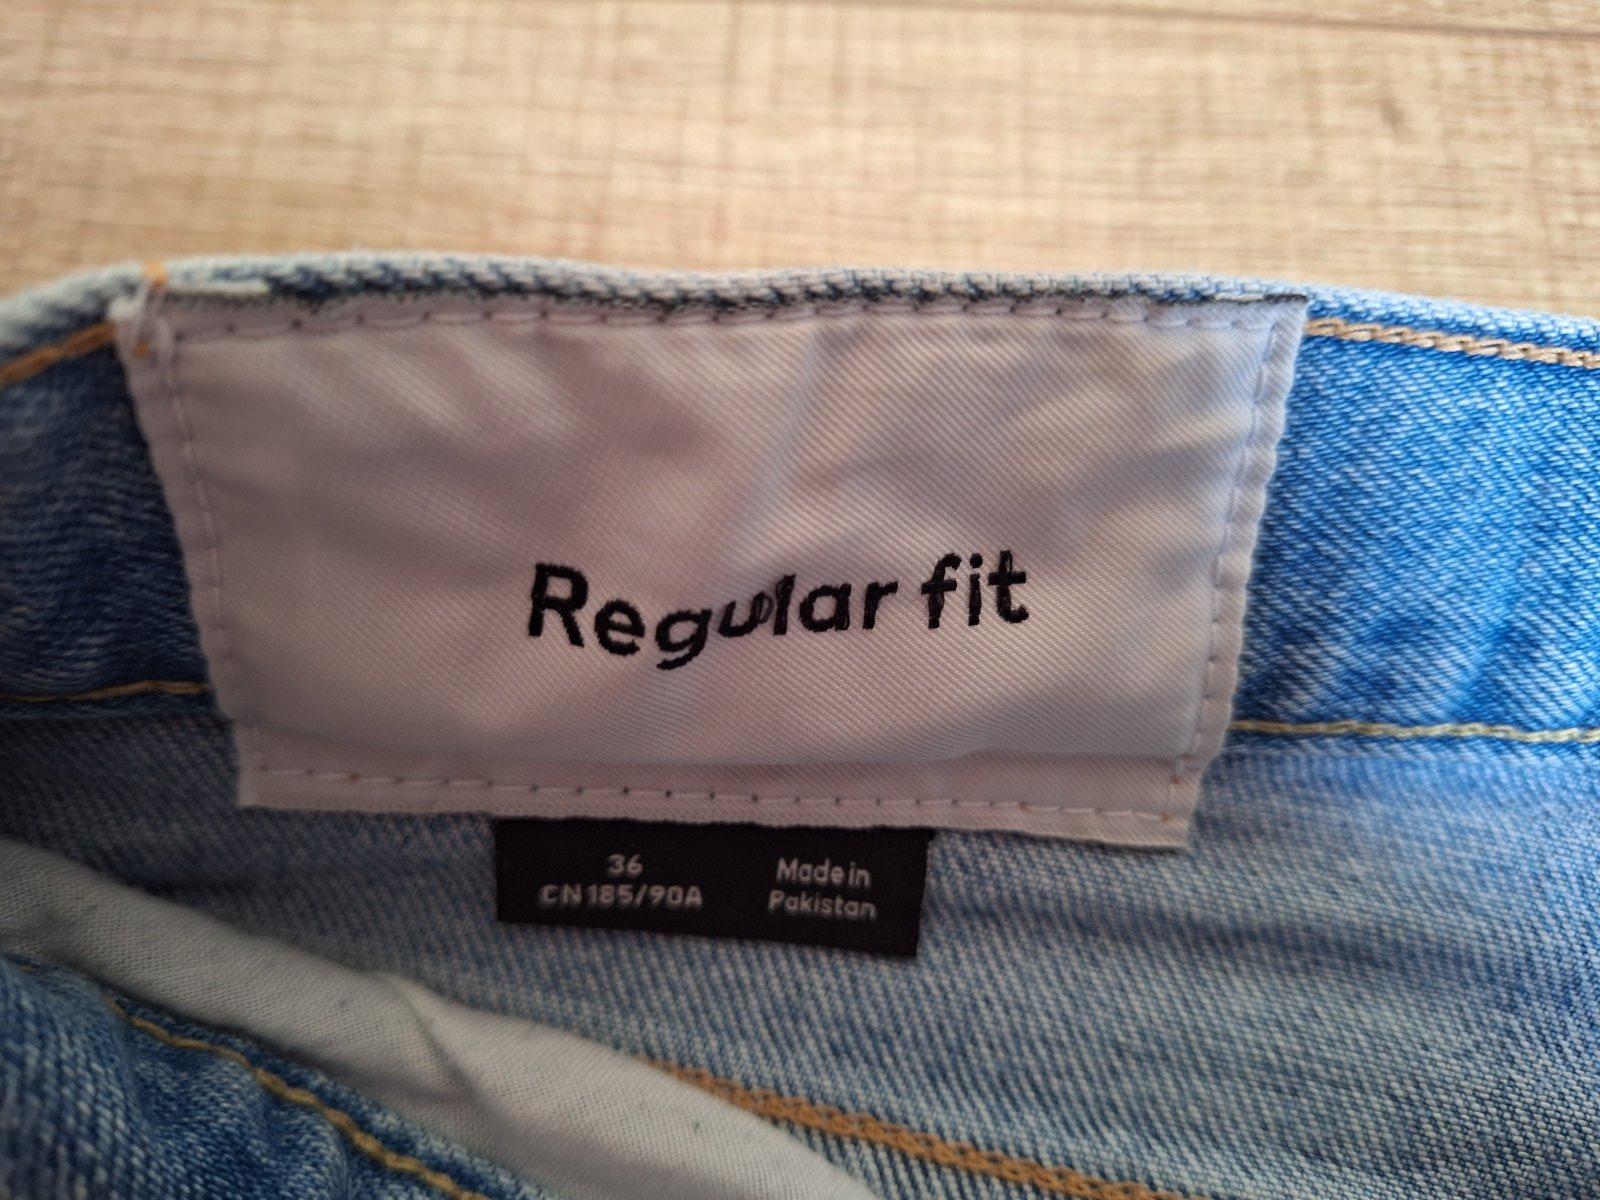 Regular fit
36
CN 185/90A
Made in
Pakistan